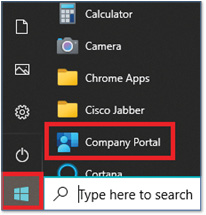 Calculator
Camera
Chrome Apps
Cisco Jabber
Company Portal
Cortana
Type here to search